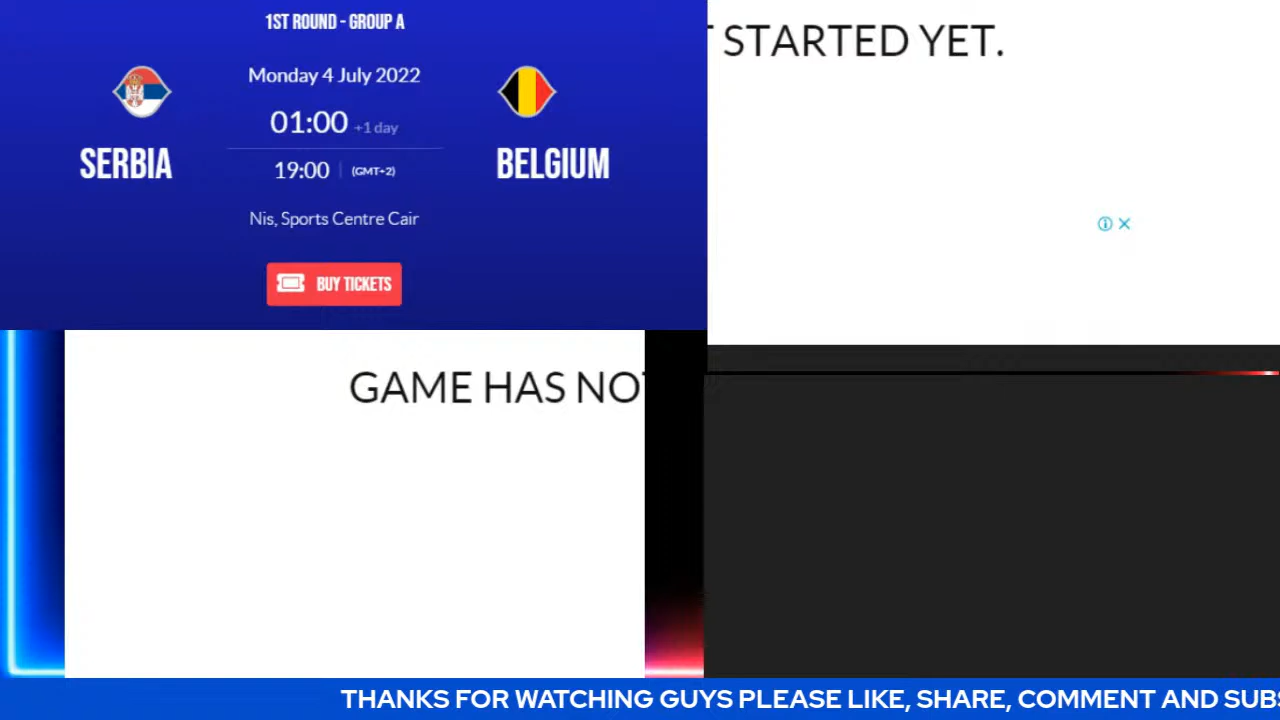 1ST ROUND - GROUP A
Monday 4 July 2022
01:00 +1 day
SERBIA
BELGIUM
19:00 | (GMT+2)
Nis, Sports Centre Cair
BUY TICKETS
STARTED YET.
GAME HAS NO
THANKS FOR WATCHING GUYS PLEASE LIKE, SHARE, COMMENT AND SUBS